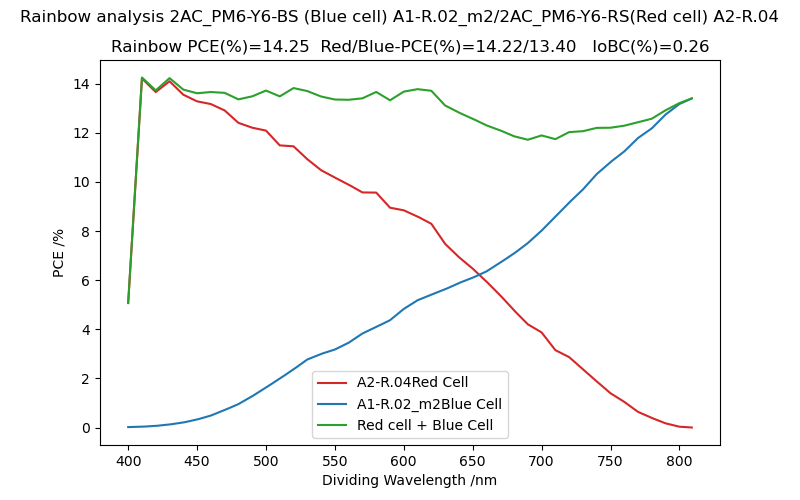 Rainbow analysis 2AC_PM6-Y6-BS (Blue cell) A1-R.02_m2/2AC_PM6-Y6-RS(Red cell) A2-R.04
Rainbow PCE(%)=14.25  Red/Blue-PCE(%)=14.22/13.40   IoBC(%)=0.26
PCE /%
14
12
10
8
6
4
2
0
A2-R.04Red Cell
A1-R.02_m2Blue Cell
Red cell + Blue Cell
400 450 500 550 600 650 700 750 800
Dividing Wavelength /nm